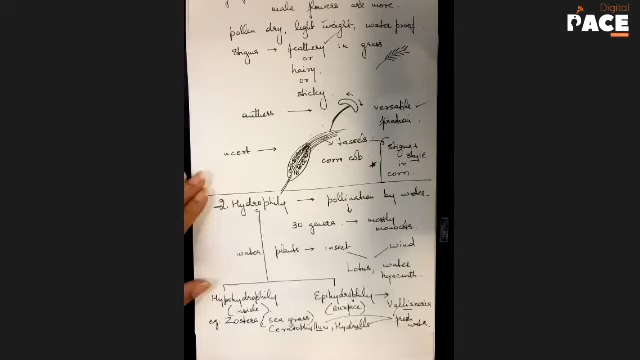 Digital
PACE
male flowers are more.
pollen dry, light weight, water proof
Stigma → feathery in grass
or
hairy
or
sticky
anthers → versatile
fixation
→ tassels Stigma +
corn cob Style
in
corn
2. Hydrophily → pollination by water.
30 genera → mostly
monocots
water plants → insect wind
Lotus, water
hyacinth
Hypohydrophily Epihydrophily → Vallisneria
(inside) (surface)
eg. Zostera (sea grass) fresh
Ceratophyllum, Hydrilla water.